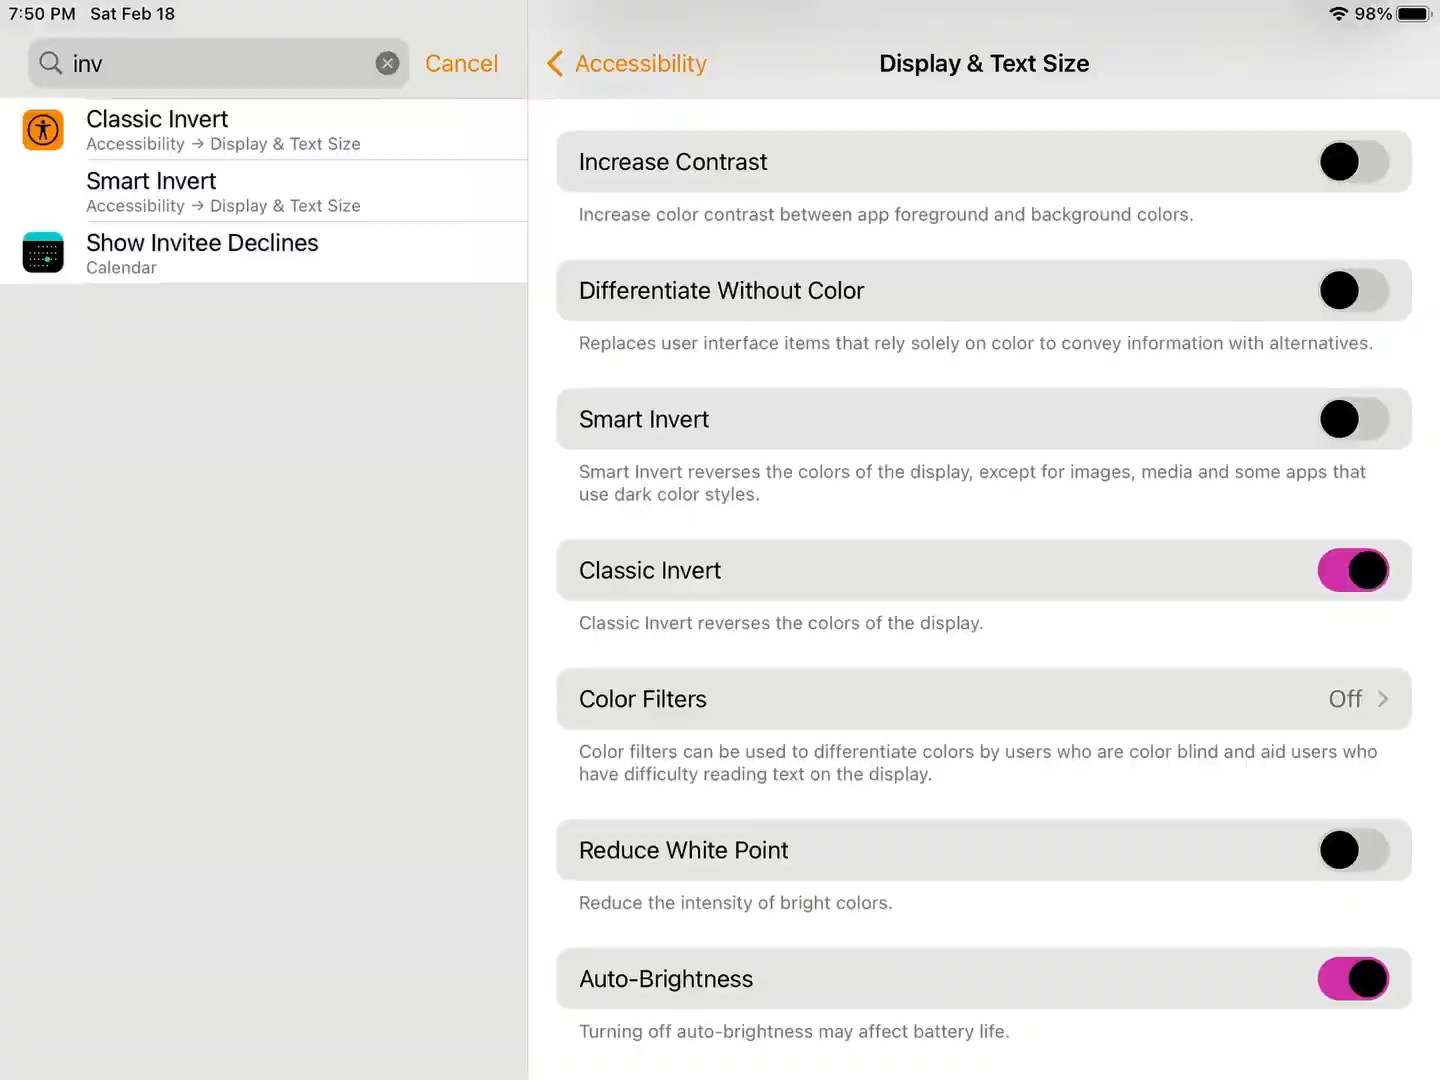 7:50 PM Sat Feb 18
98%
inv
Cancel
Classic Invert
Accessibility → Display & Text Size
Smart Invert
Accessibility → Display & Text Size
Show Invitee Declines
Calendar
Accessibility
Display & Text Size
Increase Contrast
Increase color contrast between app foreground and background colors.
Differentiate Without Color
Replaces user interface items that rely solely on color to convey information with alternatives.
Smart Invert
Smart Invert reverses the colors of the display, except for images, media and some apps that
use dark color styles.
Classic Invert
Classic Invert reverses the colors of the display.
Color Filters
Off
Color filters can be used to differentiate colors by users who are color blind and aid users who
have difficulty reading text on the display.
Reduce White Point
Reduce the intensity of bright colors.
Auto-Brightness
Turning off auto-brightness may affect battery life.